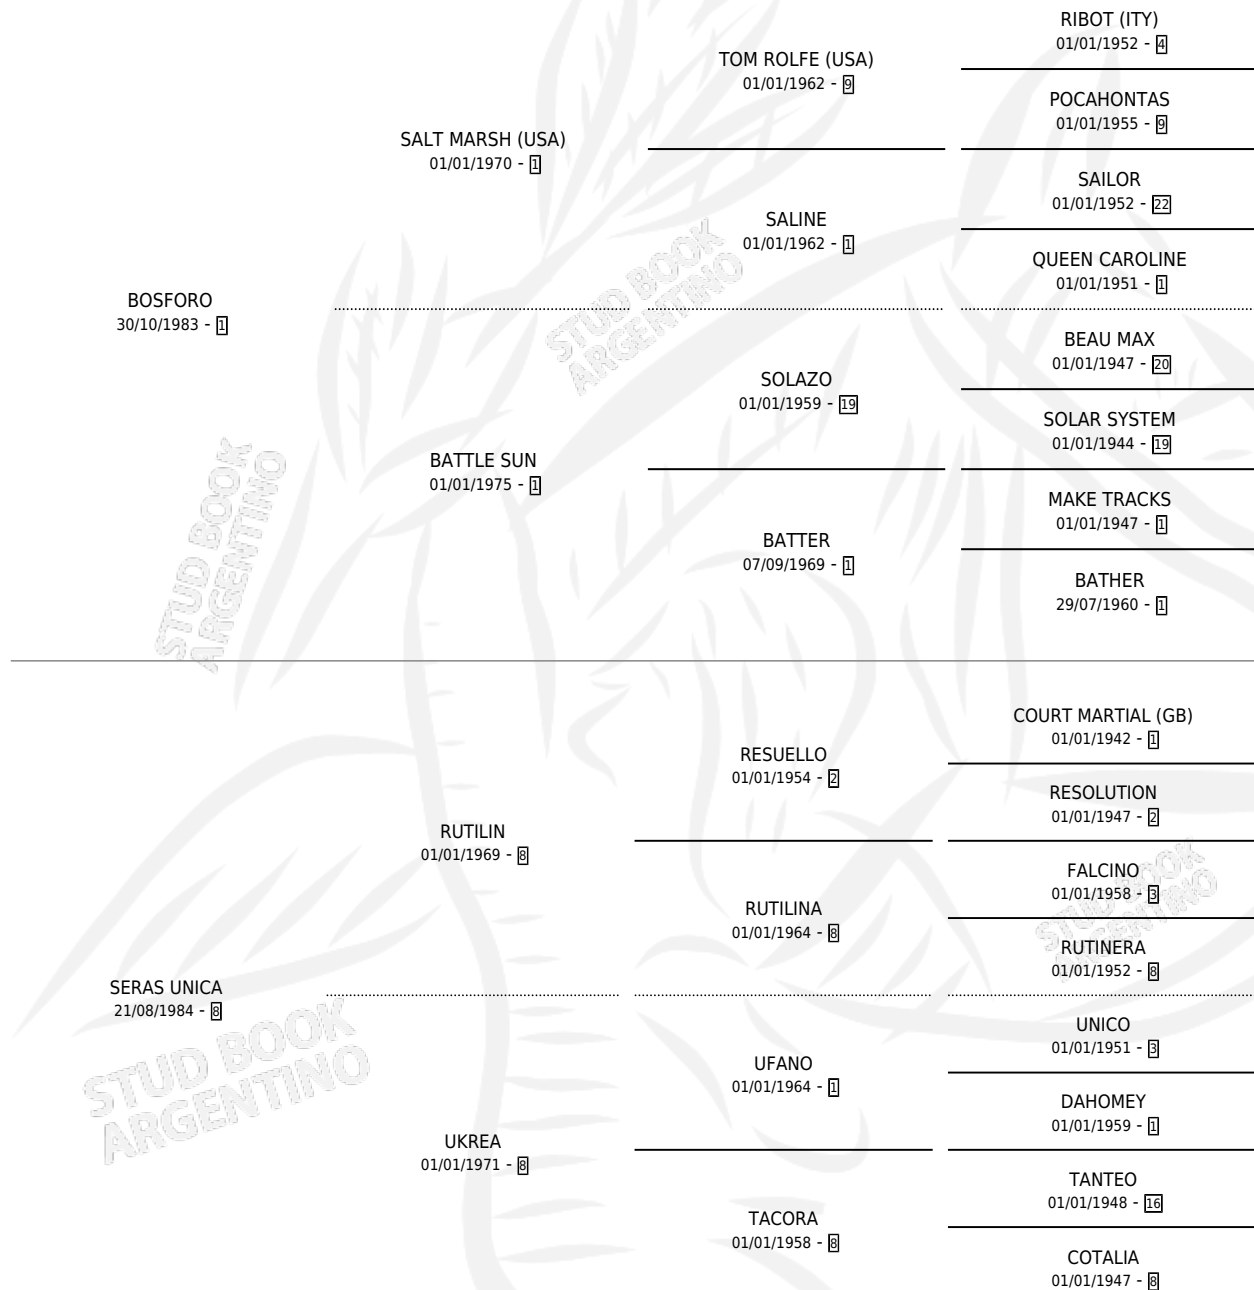 RIBOT (ITY)
01/01/1952 - 4
TOM ROLFE (USA)
01/01/1962 - 9
POCAHONTAS
01/01/1955 - 9
SALT MARSH (USA)
01/01/1970 - 1
SAILOR
01/01/1952 - 22
SALINE
01/01/1962 - 1
QUEEN CAROLINE
01/01/1951 - 1
BOSFORO
30/10/1983 - 1
BEAU MAX
01/01/1947 - 20
SOLAZO
01/01/1959 - 19
SOLAR SYSTEM
01/01/1944 - 19
BATTLE SUN
01/01/1975 - 1
MAKE TRACKS
01/01/1947 - 1
BATTER
07/09/1969 - 1
BATHER
29/07/1960 - 1
COURT MARTIAL (GB)
01/01/1942 - 1
RESUELLO
01/01/1954 - 2
RESOLUTION
01/01/1947 - 2
RUTILIN
01/01/1969 - 8
FALCINO
01/01/1958 - 3
RUTILINA
01/01/1964 - 8
RUTINERA
01/01/1952 - 8
SERAS UNICA
21/08/1984 - 8
UNICO
01/01/1951 - 3
UFANO
01/01/1964 - 1
DAHOMEY
01/01/1959 - 1
UKREA
01/01/1971 - 8
TANTEO
01/01/1948 - 16
TACORA
01/01/1958 - 8
COTALIA
01/01/1947 - 8
STUD BOOK
ARGENTINO
STUD BOOK
ARGENTINO
STUD BOOK
ARGENTINO
STUD BOOK
ARGENTINO